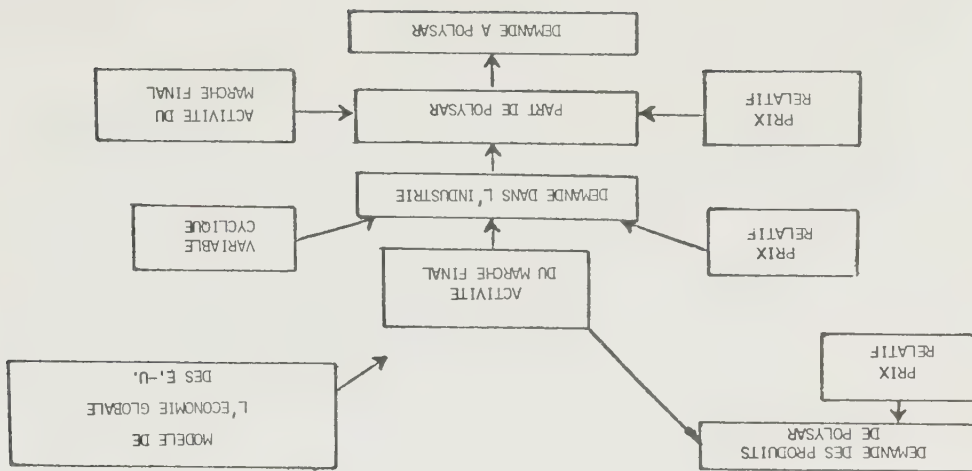 DEMANDE DES PRODUITS
DE POLYSAR
MODELE DE
L'ECONOMIE GLOBALE
DES E.-U.
PRIX
RELATIF
ACTIVITE
DU MARCHE FINAL
PRIX
RELATIF
VARIABLE
CYCLIQUE
DEMANDE DANS L'INDUSTRIE
PRIX
RELATIF
PART DE POLYSAR
ACTIVITE DU
MARCHE FINAL
DEMANDE A POLYSAR